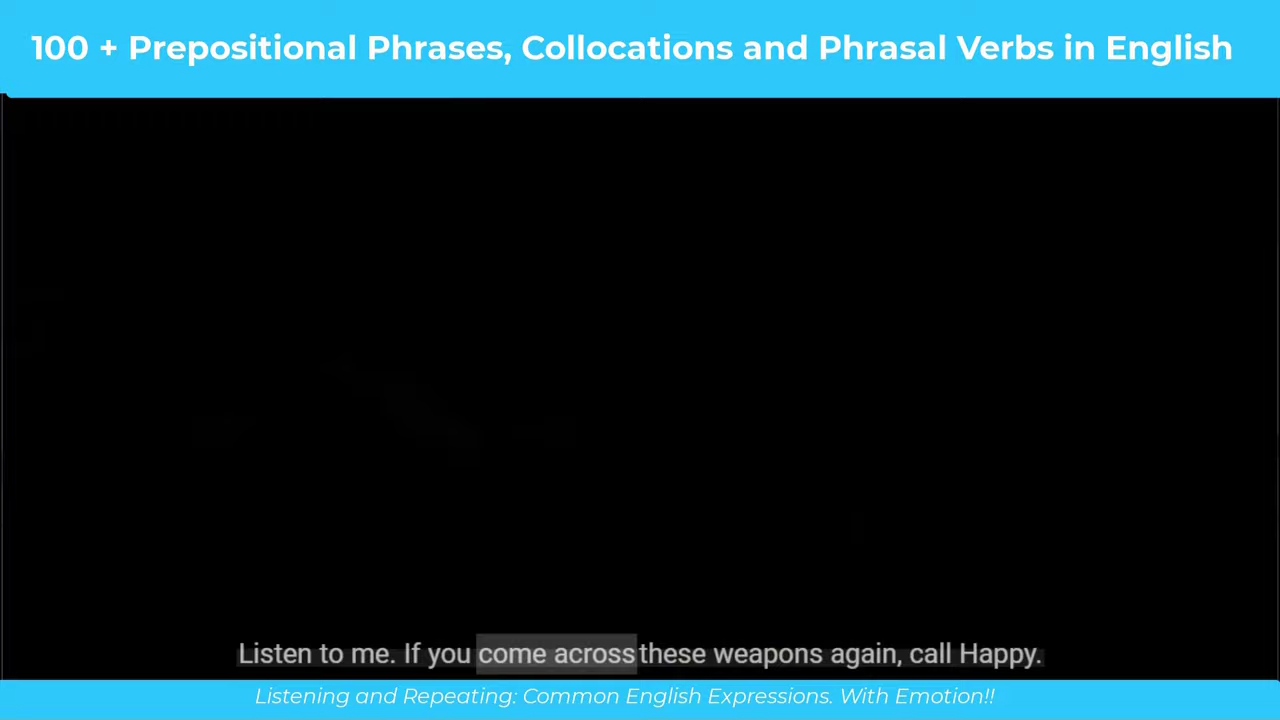 100 + Prepositional Phrases, Collocations and Phrasal Verbs in English
Listen to me. If you come across these weapons again, call Happy.
Listening and Repeating: Common English Expressions. With Emotion!!